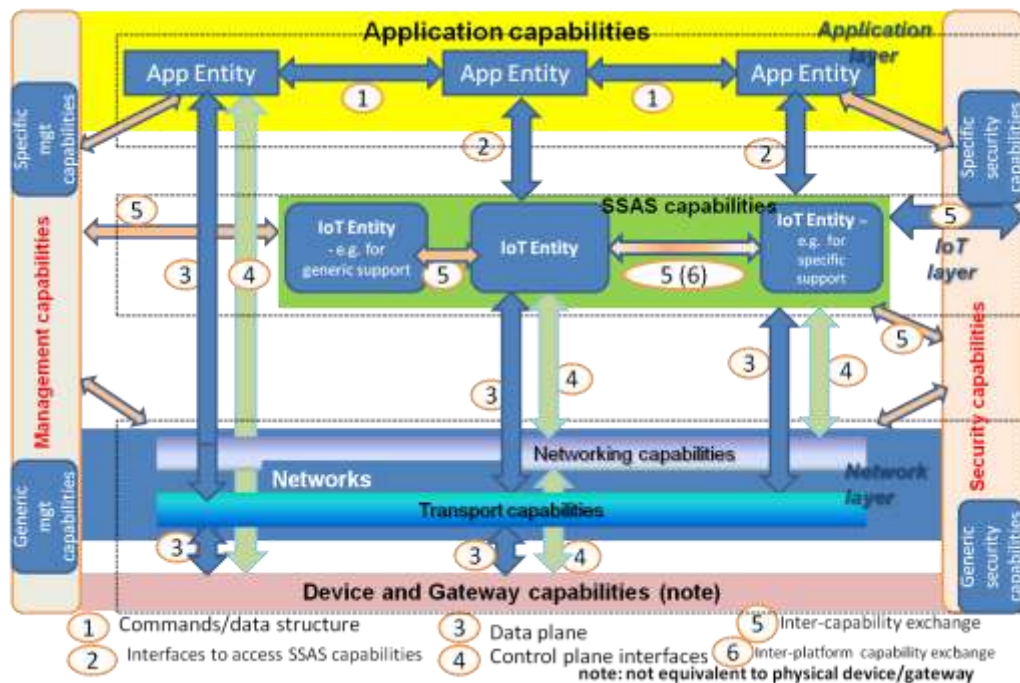 Application capabilities
Application
layer
App Entity
App Entity
App Entity
1
1
Specific
mgt
capabilities
Specific
security
capabilities
2
2
SSAS capabilities
5
5
IoT Entity
- e.g. for
generic support
IoT Entity
IoT Entity –
e.g. for
specific
support
IoT
layer
3
4
5
5 (6)
5
3
4
3
4
Management capabilities
Security capabilities
Networking capabilities
Networks
Network
layer
Transport capabilities
Generic
mgt
capabilities
Generic
security
capabilities
3
3
4
Device and Gateway capabilities (note)
1 Commands/data structure
2 Interfaces to access SSAS capabilities
3 Data plane
4 Control plane interfaces
5 Inter-capability exchange
6 Inter-platform capability exchange
note: not equivalent to physical device/gateway